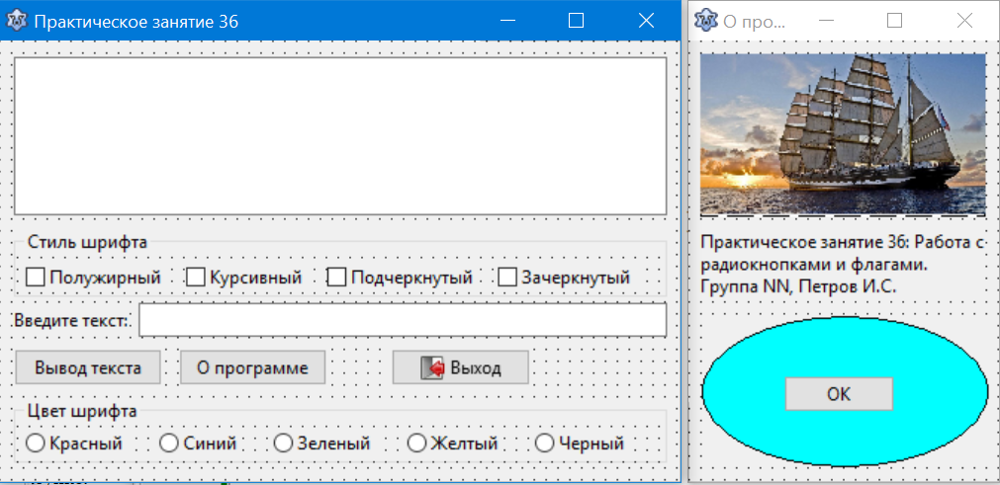 Практическое занятие 36
О про...
Стиль шрифта
Полужирный Курсивный Подчеркнутый Зачеркнутый
Введите текст:
Вывод текста О программе Выход
Цвет шрифта
Красный Синий Зеленый Желтый Черный
Практическое занятие 36: Работа с
радиокнопками и флагами.
Группа NN, Петров И.С.
OK